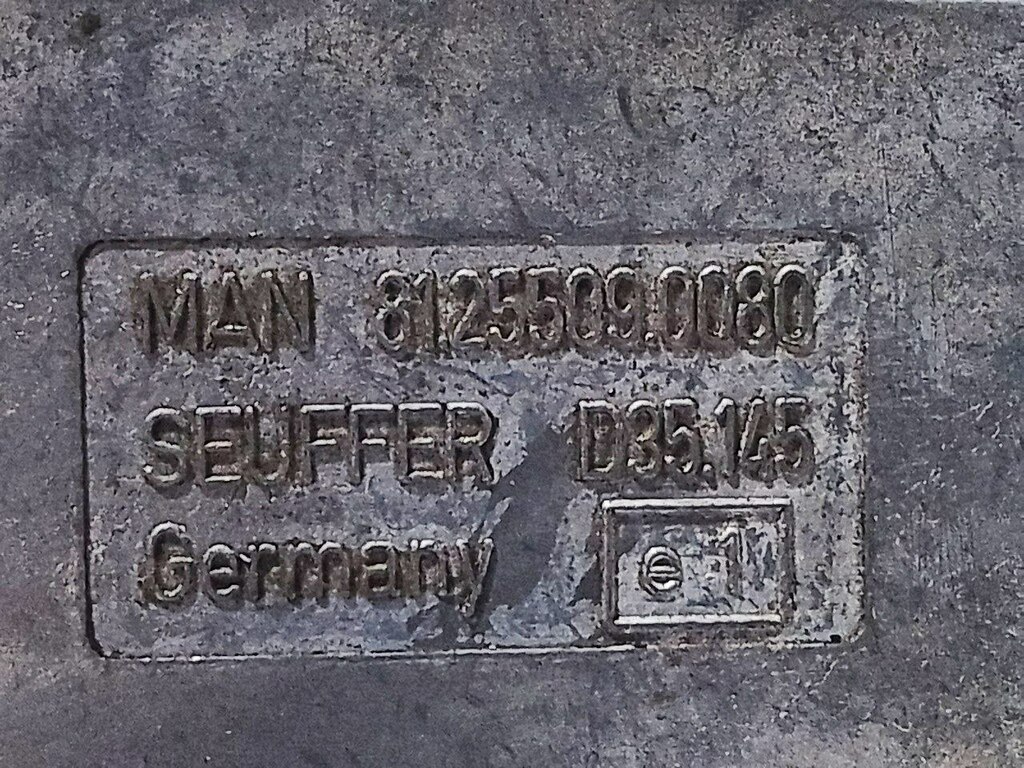 MAN 81.25509.0080
SEUFFER D35.145
Germany
e 1